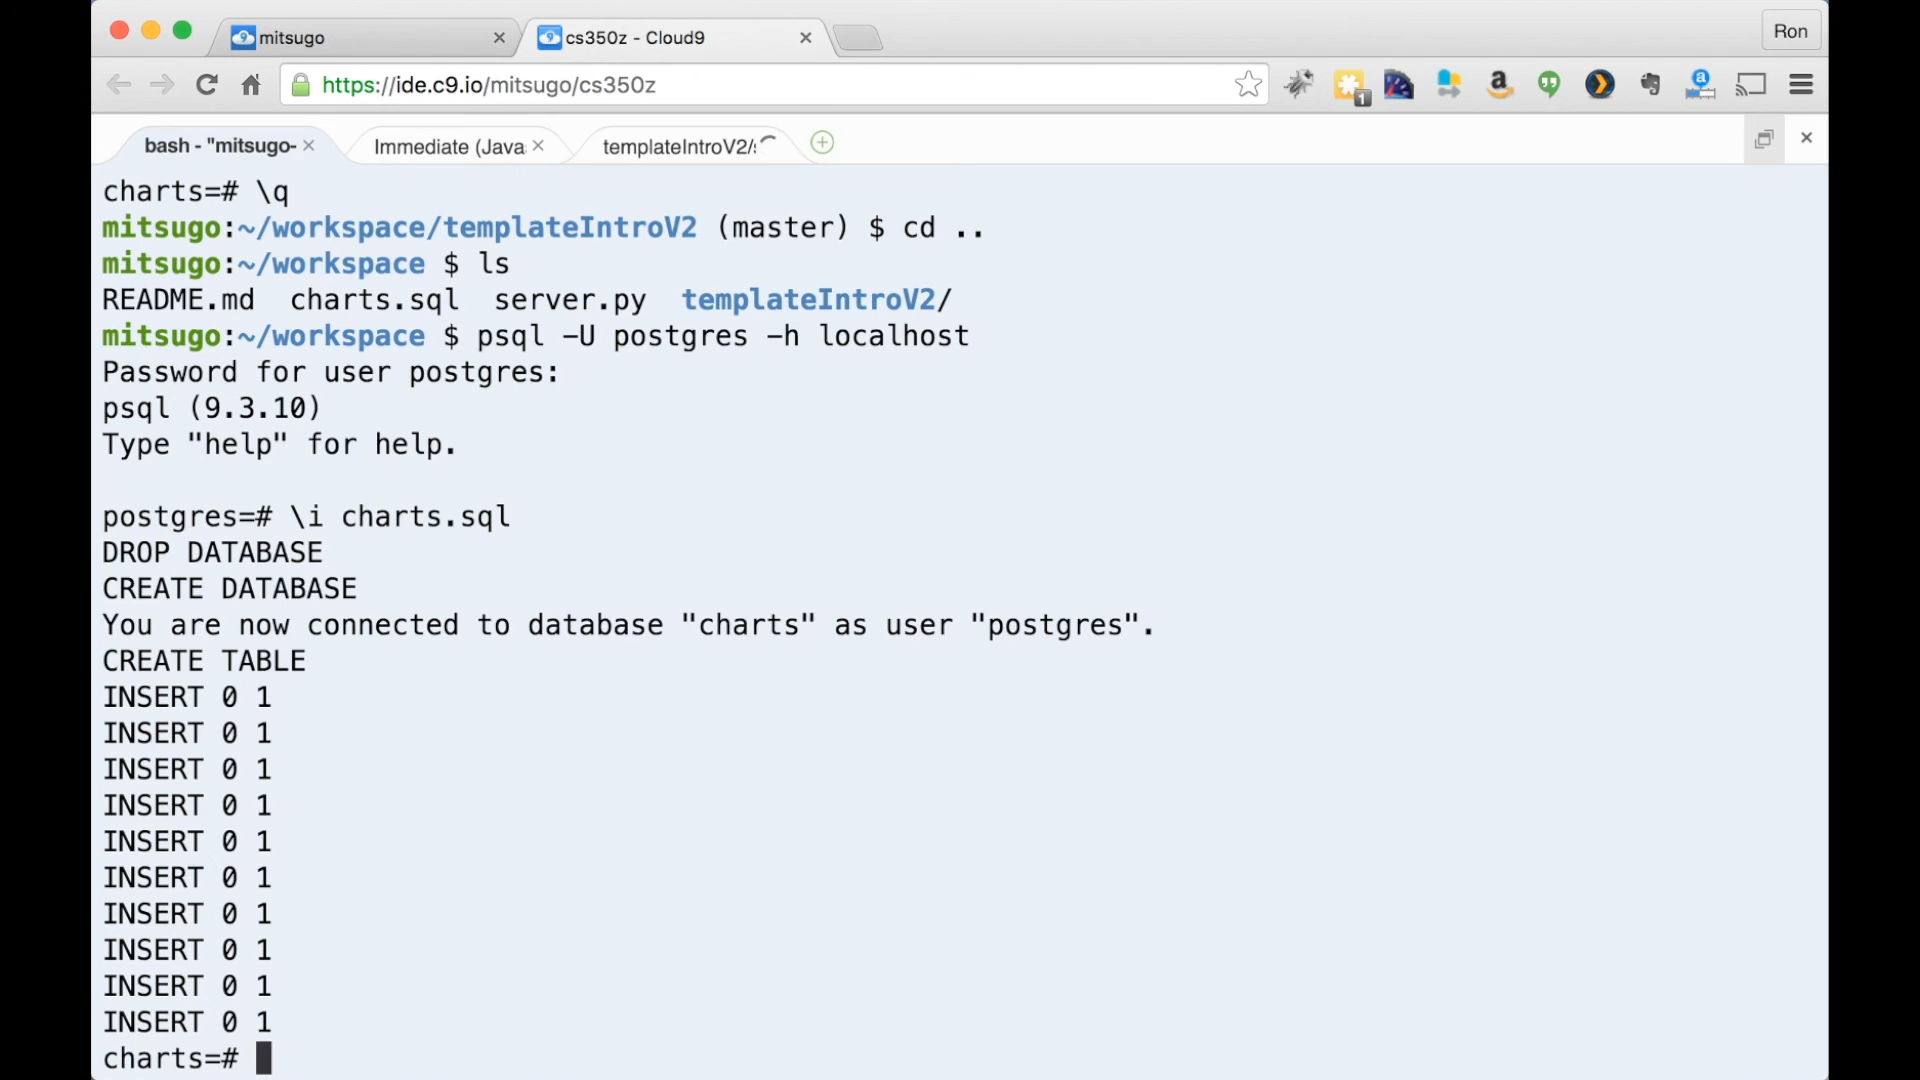 mitsugo
cs350z - Cloud9
Ron
https://ide.c9.io/mitsugo/cs350z
1
bash - "mitsugo-
Immediate (Java
templateIntroV2/
charts=# \q
mitsugo:~/workspace/templateIntroV2 (master) $ cd ..
mitsugo:~/workspace $ ls
README.md  charts.sql  server.py  templateIntroV2/
mitsugo:~/workspace $ psql -U postgres -h localhost
Password for user postgres:
psql (9.3.10)
Type "help" for help.
postgres=# \i charts.sql
DROP DATABASE
CREATE DATABASE
You are now connected to database "charts" as user "postgres".
CREATE TABLE
INSERT 0 1
INSERT 0 1
INSERT 0 1
INSERT 0 1
INSERT 0 1
INSERT 0 1
INSERT 0 1
INSERT 0 1
INSERT 0 1
INSERT 0 1
charts=#